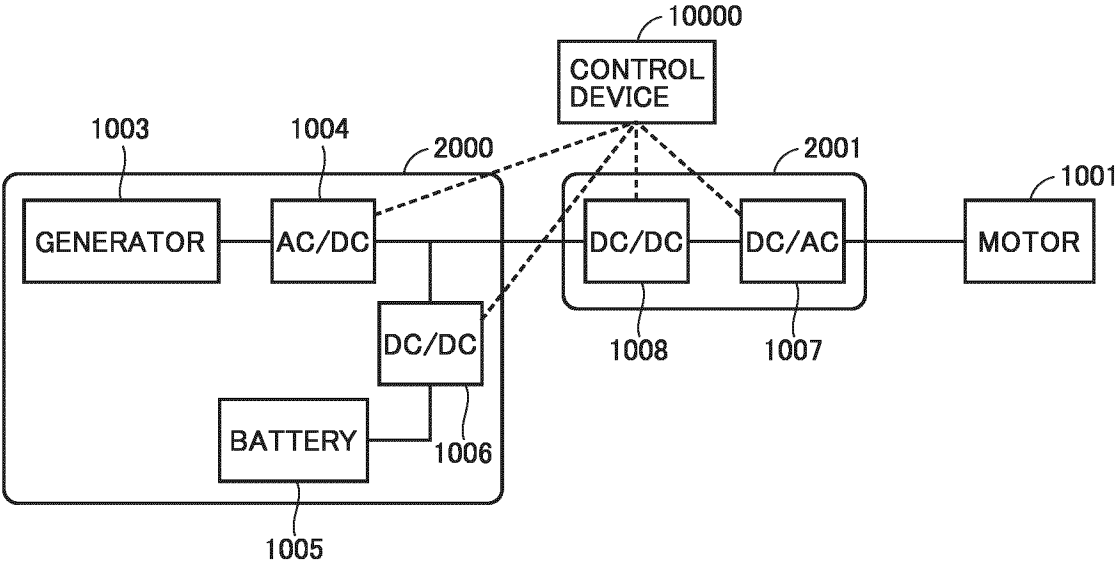 10000
CONTROL
DEVICE
1003
1004
2000
2001
1001
GENERATOR
AC/DC
DC/DC
DC/AC
MOTOR
DC/DC
1008
1007
BATTERY
1006
1005